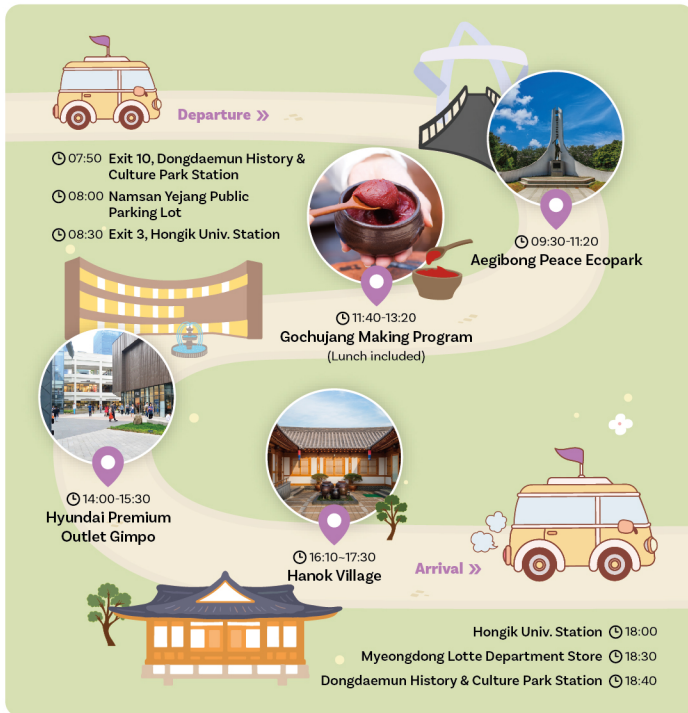 Departure »
07:50 Exit 10, Dongdaemun History &
Culture Park Station
08:00 Namsan Yejang Public
Parking Lot
08:30 Exit 3, Hongik Univ. Station
09:30-11:20
Aegibong Peace Ecopark
11:40-13:20
Gochujang Making Program
(Lunch included)
14:00-15:30
Hyundai Premium
Outlet Gimpo
16:10~17:30
Hanok Village
Arrival »
Hongik Univ. Station 18:00
Myeongdong Lotte Department Store 18:30
Dongdaemun History & Culture Park Station 18:40